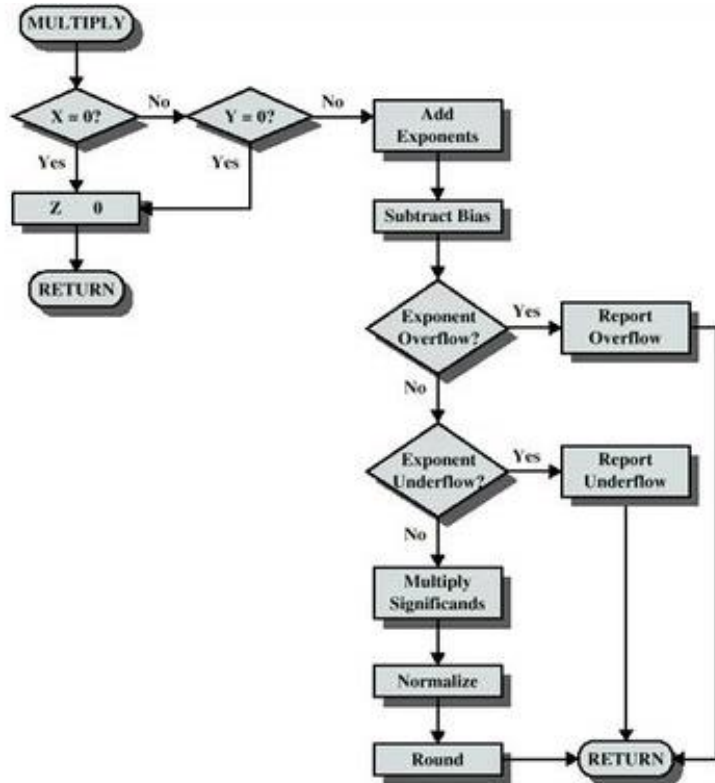 MULTIPLY
X = 0?
No
Y = 0?
No
Add
Exponents
Yes
Yes
Z 0
Subtract Bias
RETURN
Exponent
Overflow?
Yes
Report
Overflow
No
Exponent
Underflow?
Yes
Report
Underflow
No
Multiply
Significands
Normalize
Round
RETURN